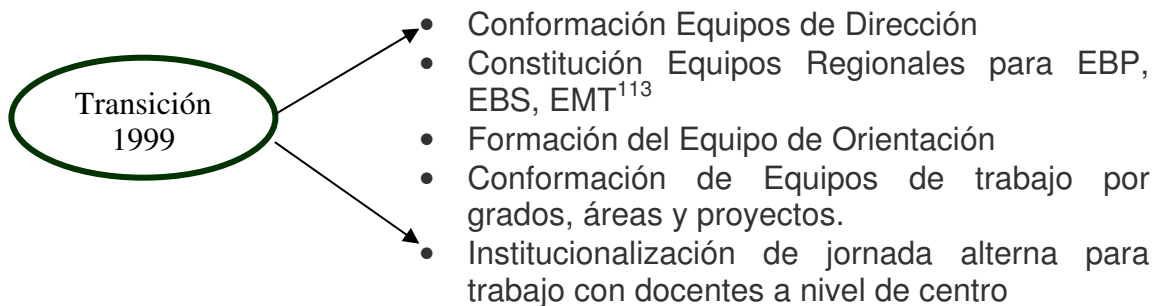 Transición
1999
• Conformación Equipos de Dirección
• Constitución Equipos Regionales para EBP,
EBS, EMT113
• Formación del Equipo de Orientación
• Conformación de Equipos de trabajo por
grados, áreas y proyectos.
• Institucionalización de jornada alterna para
trabajo con docentes a nivel de centro